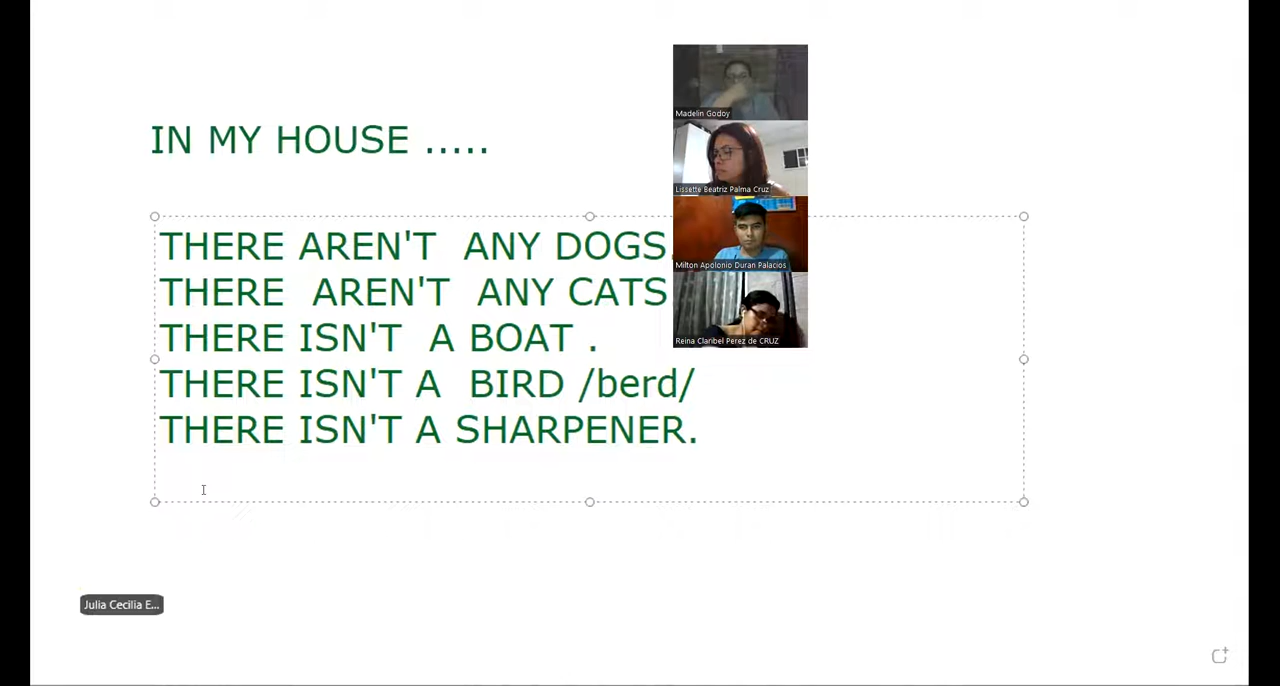 IN MY HOUSE .....
THERE AREN'T ANY DOGS.
THERE AREN'T ANY CATS
THERE ISN'T A BOAT .
THERE ISN'T A BIRD /berd/
THERE ISN'T A SHARPENER.
Madelin Godoy
Lissette Beatriz Palma Cruz
Milton Apolonio Duran Palacios
Reina Claribel Perez de CRUZ
Julia Cecilia E...